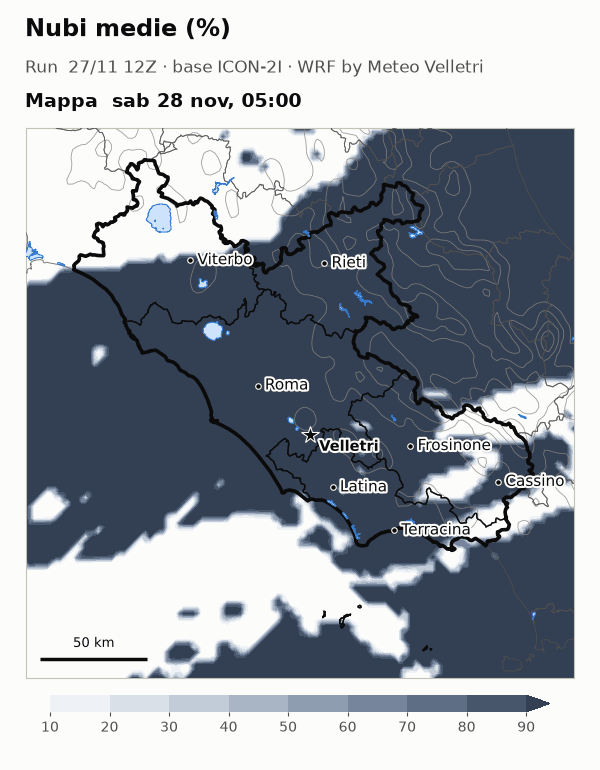 Nubi medie (%)
Run 27/11 12Z · base ICON-2I · WRF by Meteo Velletri
Mappa sab 28 nov, 05:00
Viterbo
Rieti
Roma
Velletri
Frosinone
Cassino
Latina
Terracina
50 km
10 20 30 40 50 60 70 80 90